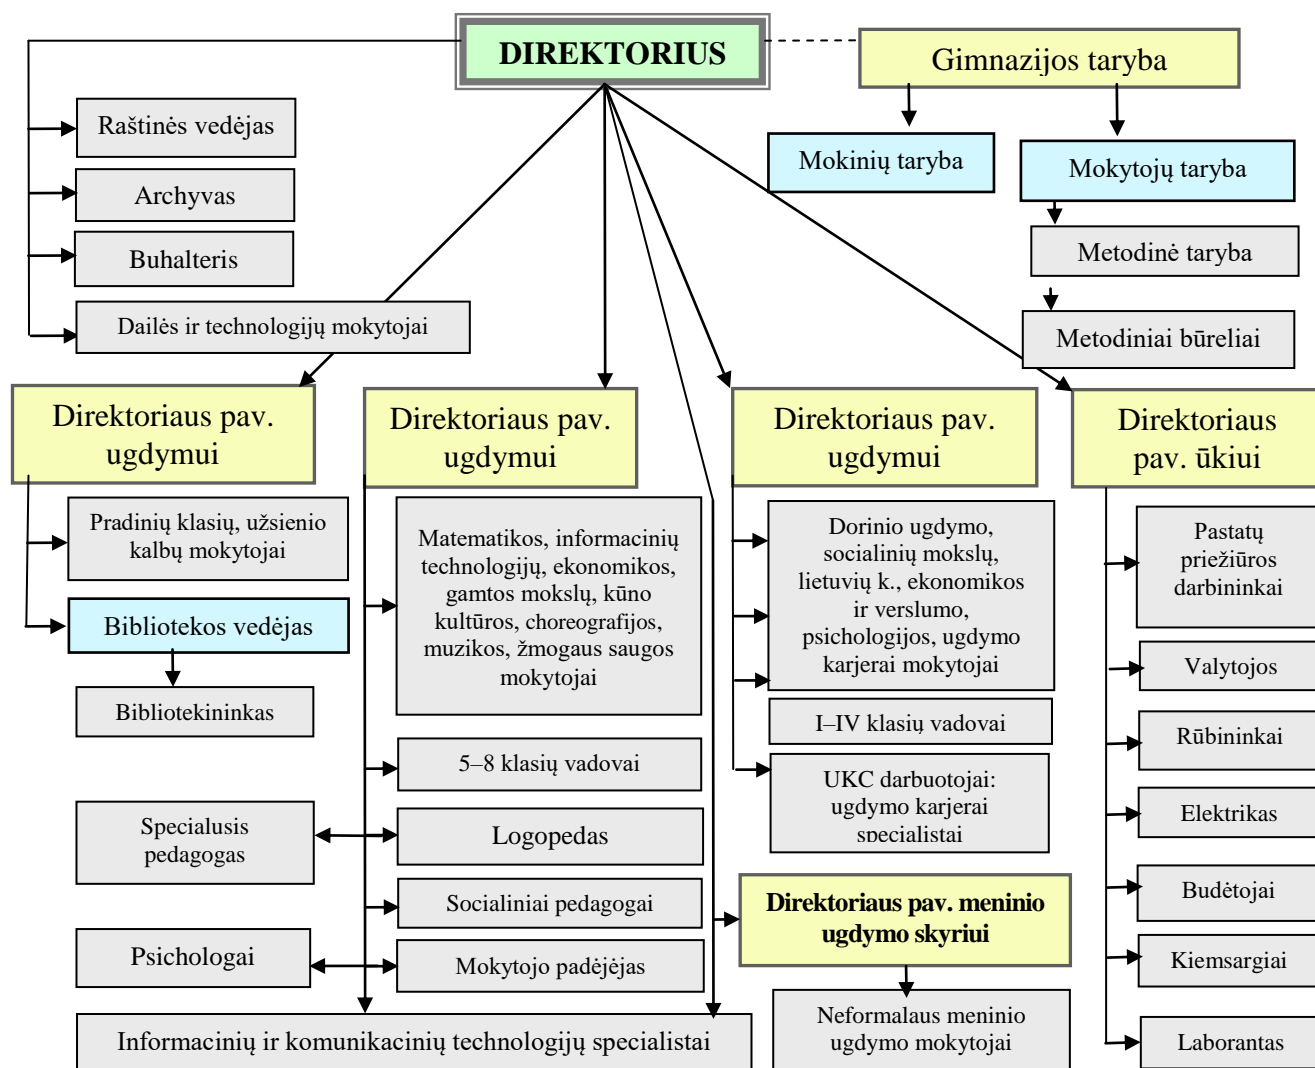 DIREKTORIUS
Gimnazijos taryba
Raštinės vedėjas
Archyvas
Buhalteris
Dailės ir technologijų mokytojai
Mokinių taryba
Mokytojų taryba
Metodinė taryba
Metodiniai būreliai
Direktoriaus pav.
ugdymui
Pradinių klasių, užsienio
kalbų mokytojai
Bibliotekos vedėjas
Bibliotekininkas
Specialusis
pedagogas
Psichologai
Direktoriaus pav.
ugdymui
Matematikos, informacinių
technologijų, ekonomikos,
gamtos mokslų, kūno
kultūros, choreografijos,
muzikos, žmogaus saugos
mokytojai
5–8 klasių vadovai
Logopedas
Socialiniai pedagogai
Mokytojo padėjėjas
Informacinių ir komunikacinių technologijų specialistai
Direktoriaus pav.
ugdymui
Dorinio ugdymo,
socialinių mokslų,
lietuvių k., ekonomikos
ir verslumo,
psichologijos, ugdymo
karjerai mokytojai
I–IV klasių vadovai
UKC darbuotojai:
ugdymo karjerai
specialistai
Direktoriaus pav. meninio
ugdymo skyriui
Neformalaus meninio
ugdymo mokytojai
Direktoriaus
pav. ūkiui
Pastatų
priežiūros
darbininkai
Valytojos
Rūbininkai
Elektrikas
Budėtojai
Kiemsargiai
Laborantas